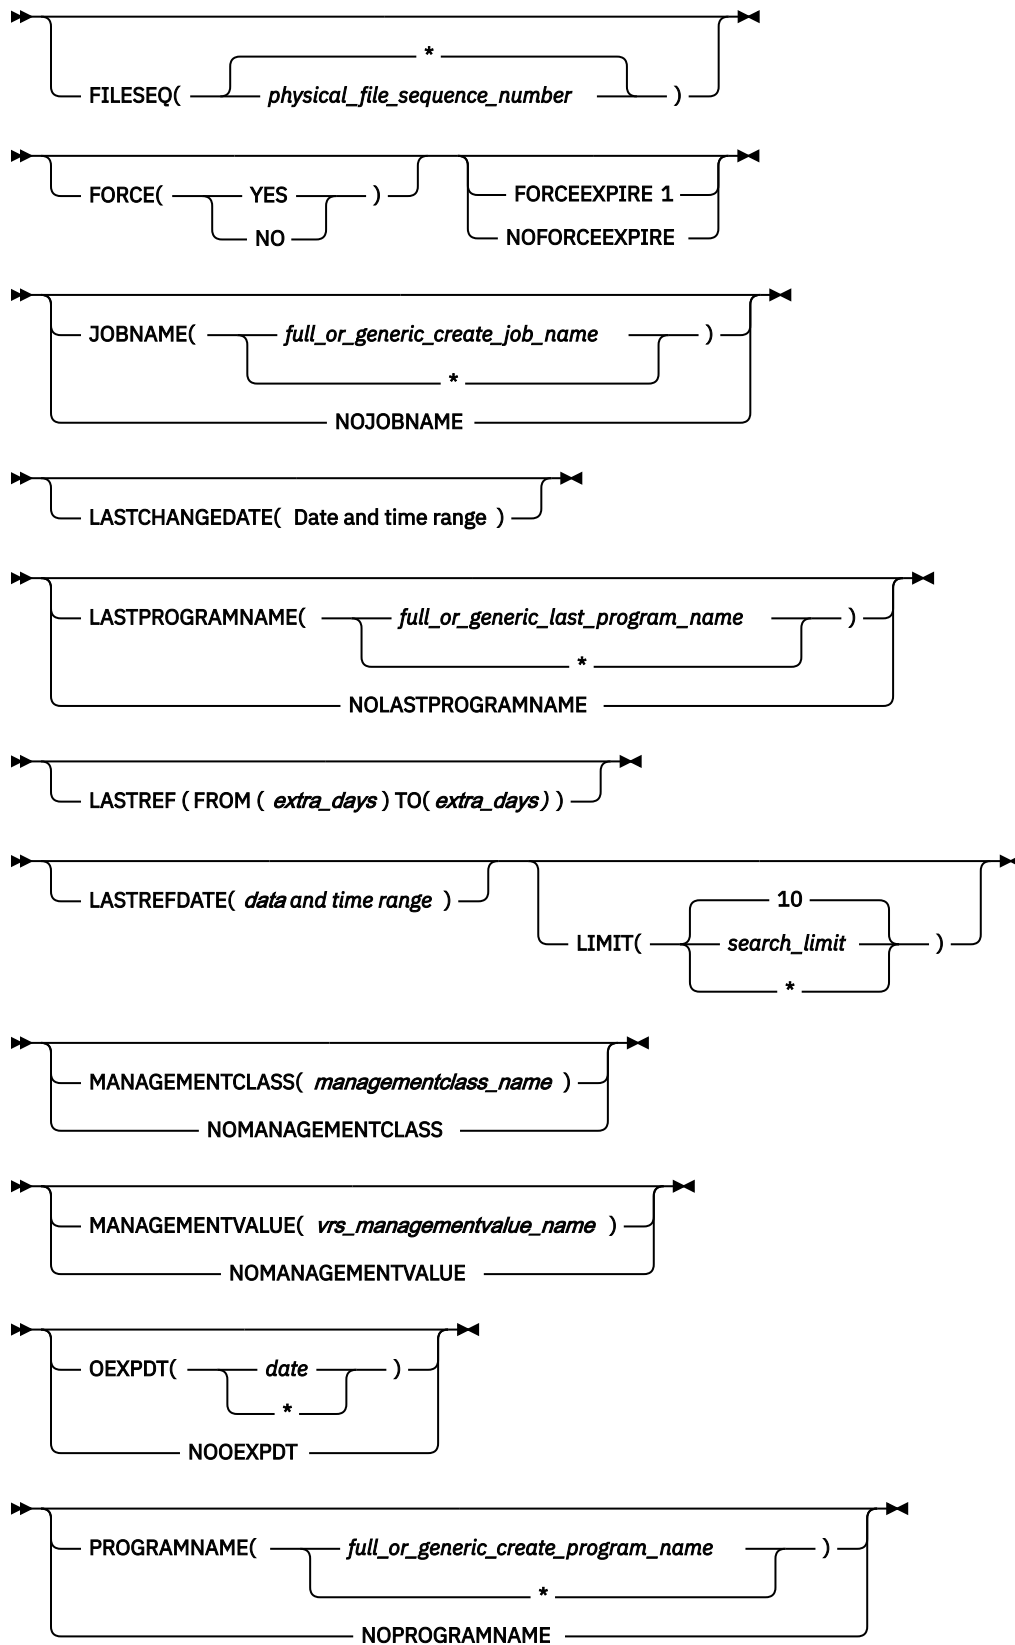 *
FILESEQ( physical_file_sequence_number )
FORCE( YES ) FORCEEXPIRE 1
NO NOFORCEEXPIRE
JOBNAME( full_or_generic_create_job_name )
*
NOJOBNAME
LASTCHANGEDATE( Date and time range )
LASTPROGRAMNAME( full_or_generic_last_program_name )
*
NOLASTPROGRAMNAME
LASTREF ( FROM ( extra_days ) TO( extra_days ) )
LASTREFDATE( data and time range ) 10
LIMIT( search_limit )
*
MANAGEMENTCLASS( managementclass_name )
NOMANAGEMENTCLASS
MANAGEMENTVALUE( vrs_managementvalue_name )
NOMANAGEMENTVALUE
OEXPDT( date )
*
NOOEXPDT
PROGRAMNAME( full_or_generic_create_program_name )
*
NOPROGRAMNAME